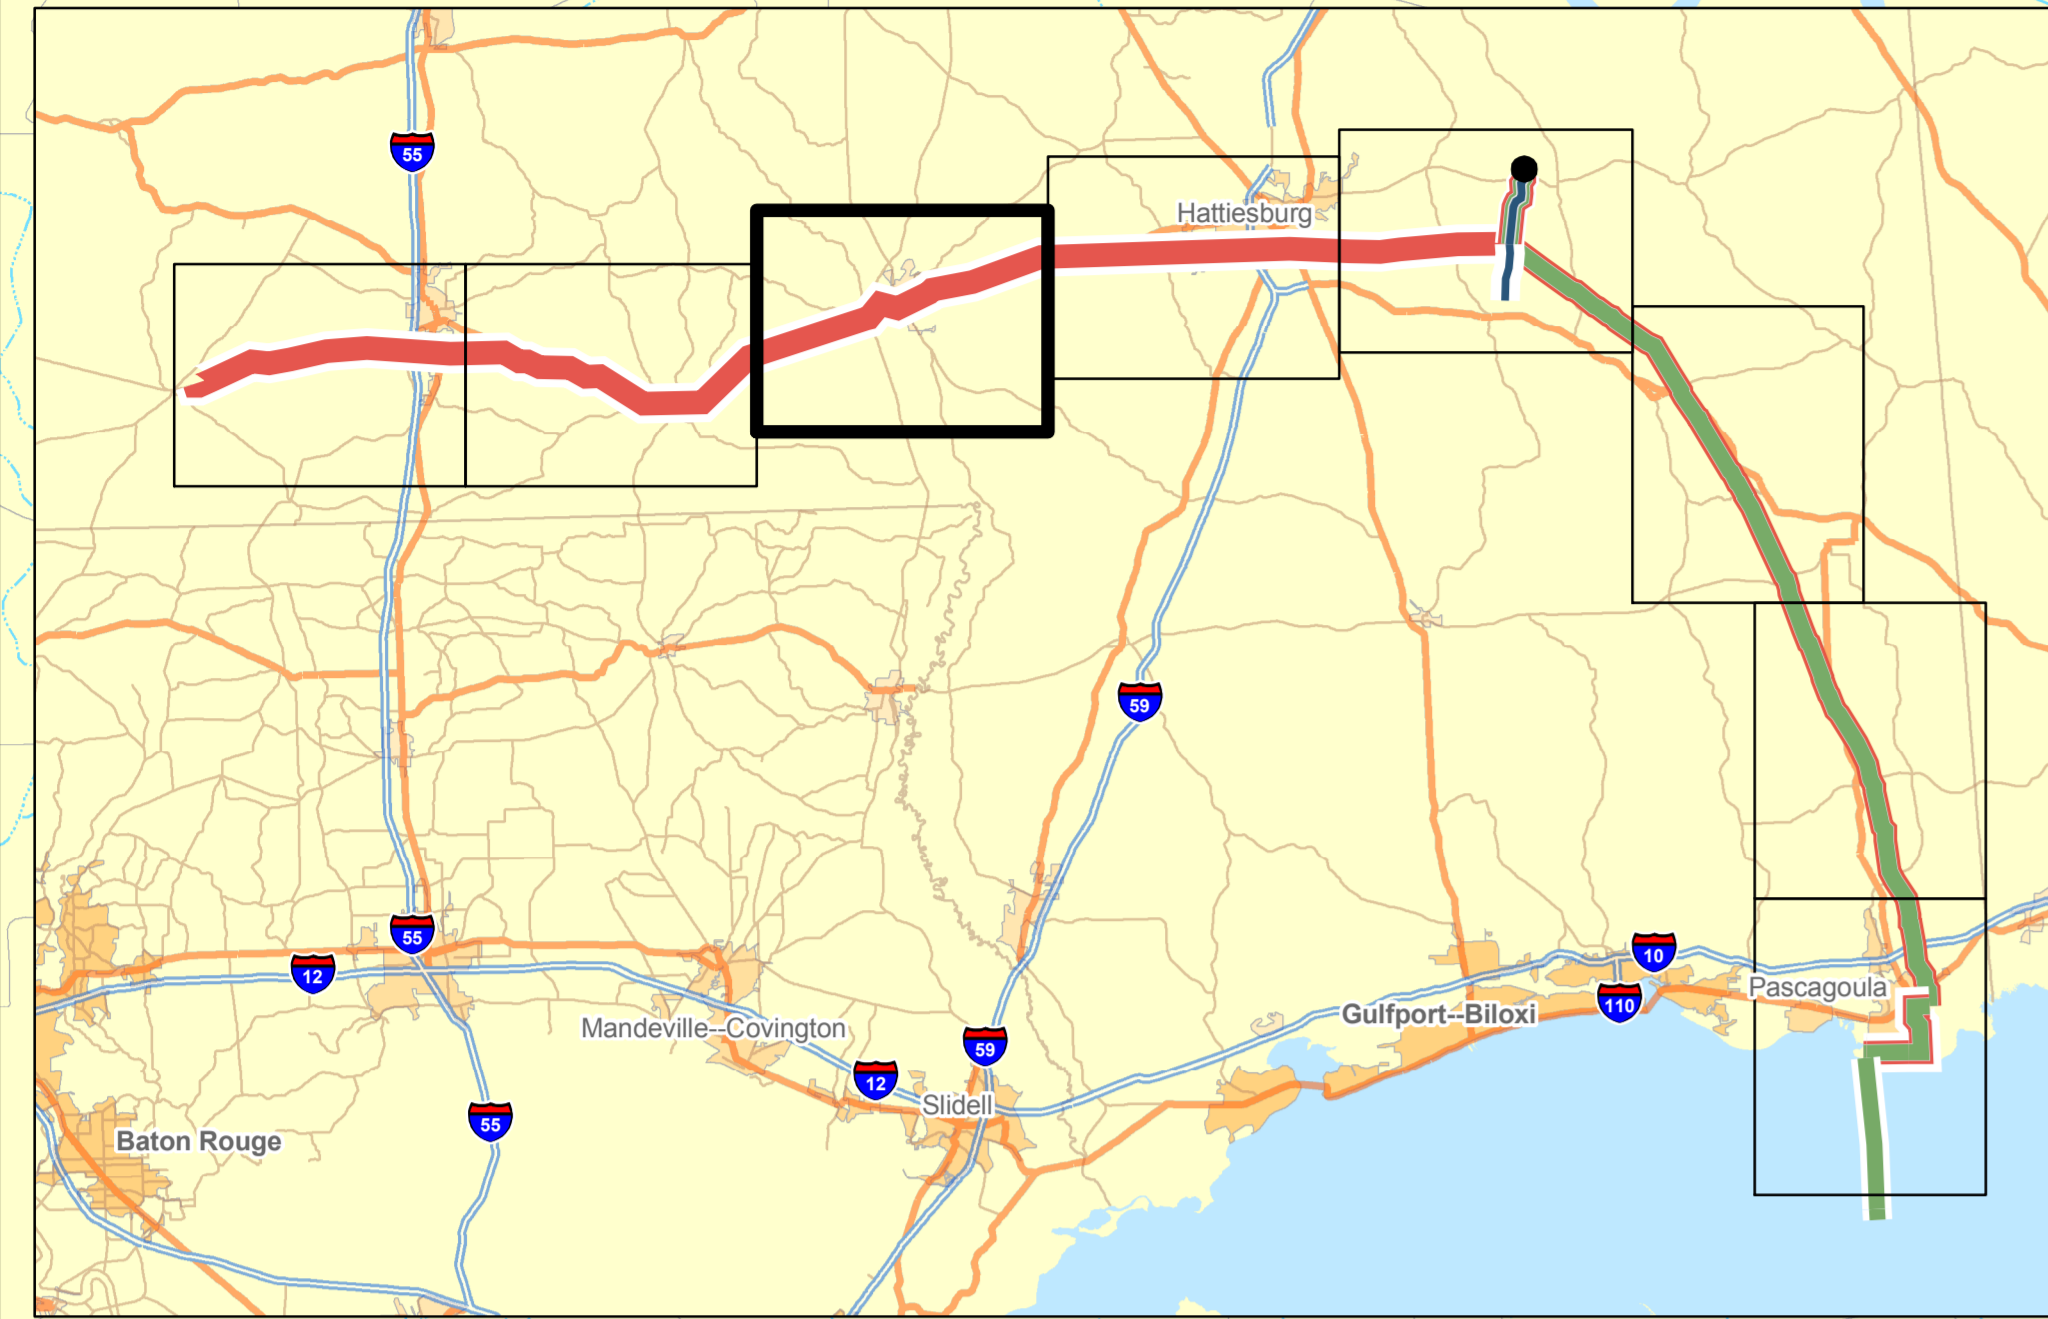 55
Hattiesburg
59
55
12
10
Pascagoula
110
Gulfport--Biloxi
Mandeville--Covington
59
12
Slidell
55
Baton Rouge